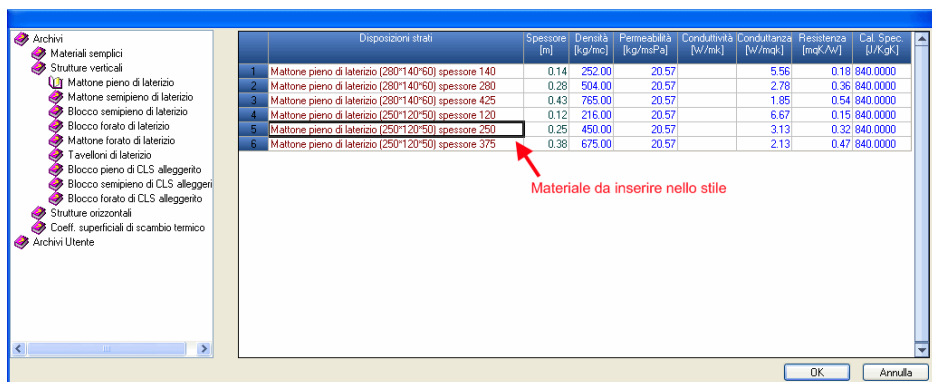 Archivi
Materiali semplici
Strutture verticali
Mattone pieno di laterizio
Mattone semipieno di laterizio
Blocco semipieno di laterizio
Blocco forato di laterizio
Mattone forato di laterizio
Tavelloni di laterizio
Blocco pieno di CLS alleggerito
Blocco semipieno di CLS alleggeri
Blocco forato di CLS alleggerito
Strutture orizzontali
Coeff. superficiali di scambio termico
Archivi Utente
Disposizioni strati Spessore Densità Permeabilità Conduttività Conduttanza Resistenza Cal. Spec.
[m] [kg/mc] [kg/msPa] [W/mk] [W/mqk] [mqK/W] [J/KgK]
1 Mattone pieno di laterizio (280*140*60) spessore 140 0.14 252.00 20.57 5.56 0.18 840.0000
2 Mattone pieno di laterizio (280*140*60) spessore 280 0.28 504.00 20.57 2.78 0.36 840.0000
3 Mattone pieno di laterizio (280*140*60) spessore 425 0.43 765.00 20.57 1.85 0.54 840.0000
4 Mattone pieno di laterizio (250*120*50) spessore 120 0.12 216.00 20.57 6.67 0.15 840.0000
5 Mattone pieno di laterizio (250*120*50) spessore 250 0.25 450.00 20.57 3.13 0.32 840.0000
6 Mattone pieno di laterizio (250*120*50) spessore 375 0.38 675.00 20.57 2.13 0.47 840.0000
Materiale da inserire nello stile
OK Annulla